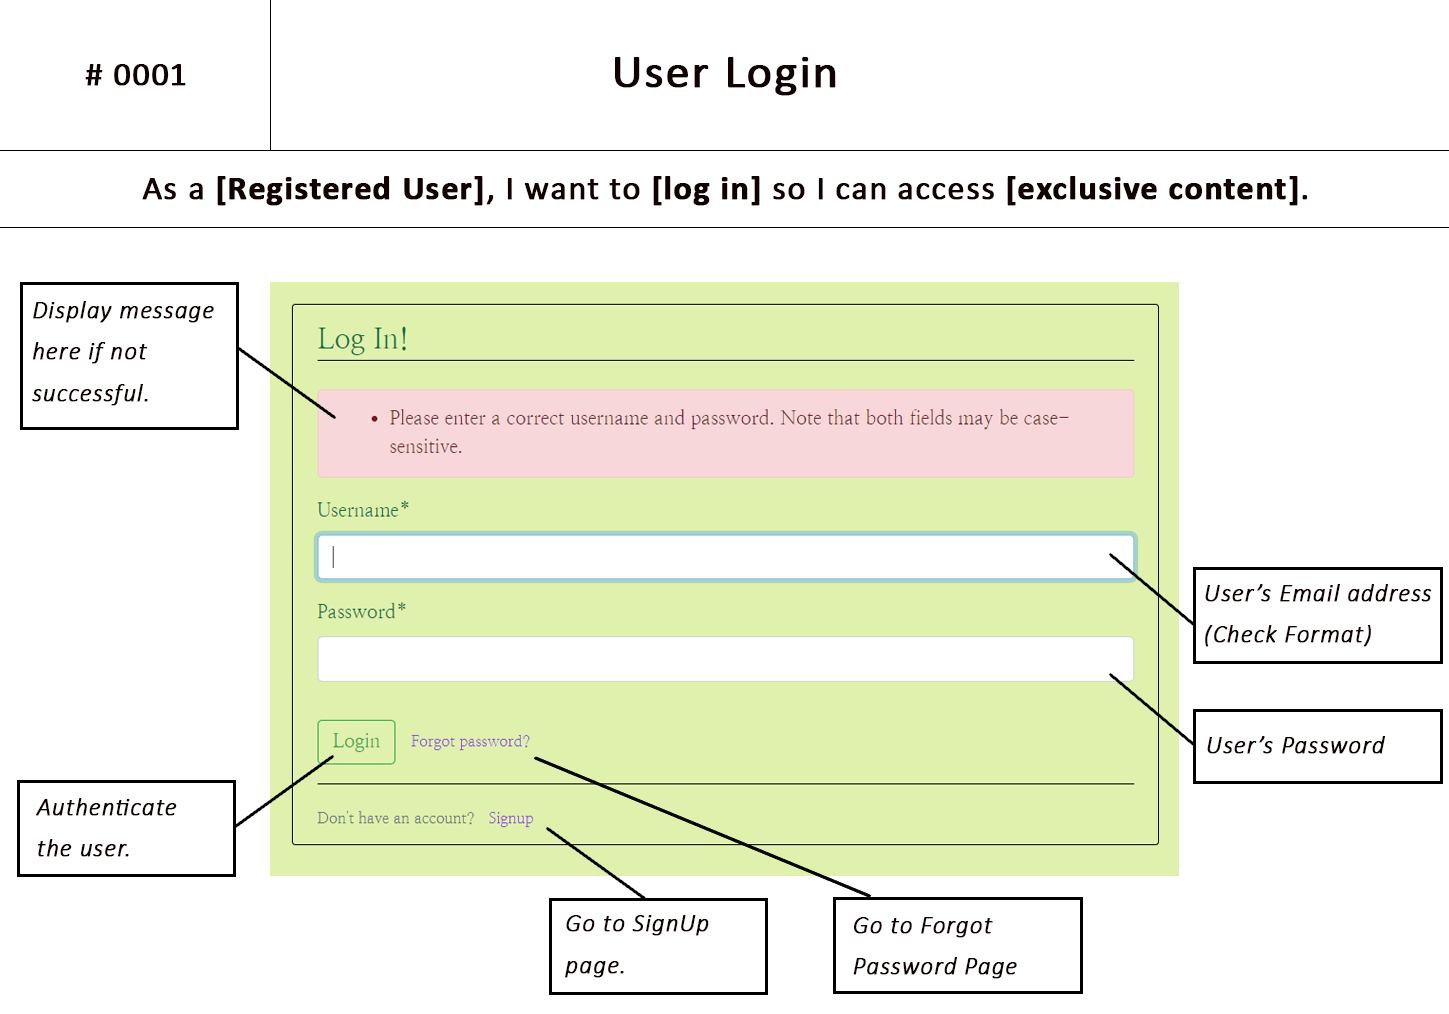 # 0001
User Login
As a [Registered User], I want to [log in] so I can access [exclusive content].
Display message
here if not
successful.
Log In!
• Please enter a correct username and password. Note that both fields may be case-
sensitive.
Username*
Password*
User’s Email address
(Check Format)
User’s Password
Login
Forgot password?
Don't have an account? Signup
Authenticate
the user.
Go to SignUp
page.
Go to Forgot
Password Page